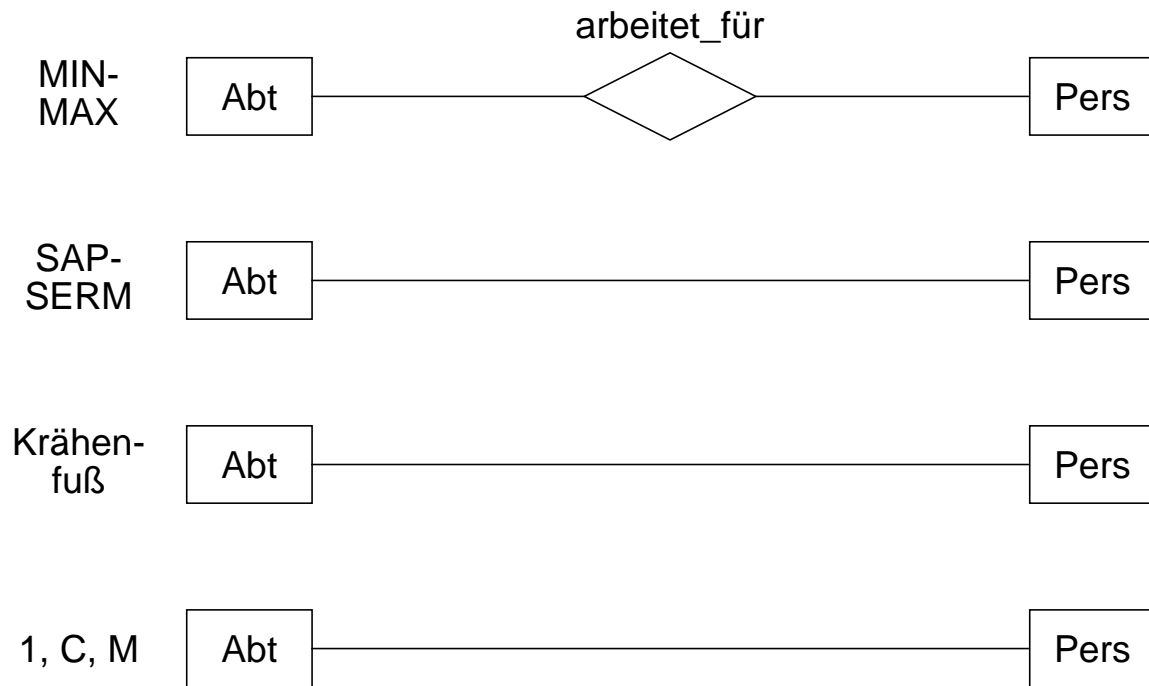 arbeitet_für
MIN-
MAX
Abt
Pers
SAP-
SERM
Abt
Pers
Krähen-
fuß
Abt
Pers
1, C, M
Abt
Pers